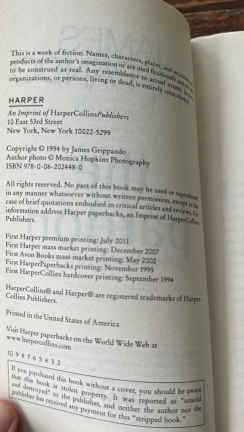 This is a work of fiction. Names, characters, places, and
products of the author's imagination or are used fictitiously
to be construed as real. Any resemblance to actual events,
organizations, or persons, living or dead, is entirely coincidental.
HARPER
An Imprint of HarperCollinsPublishers
10 East 53rd Street
New York, New York 10022-5299
Copyright © 1994 by James Grippando
Author photo © Monica Hopkins Photography
ISBN 978-0-06-202448-0
All rights reserved. No part of this book may be used or reproduced
in any manner whatsoever without written permission, except in the
case of brief quotations embodied in critical articles and reviews. For
information address Harper paperbacks, an Imprint of HarperCollins
Publishers.
First Harper premium printing: July 2011
First Harper mass market printing: December 2007
First Avon Books mass market printing: May 2002
First HarperPaperbacks printing: November 1995
First HarperCollins hardcover printing: September 1994
HarperCollins® and Harper® are registered trademarks of Harper-
Collins Publishers.
Printed in the United States of America
Visit Harper paperbacks on the World Wide Web at
www.harpercollins.com
10 9 8 7 6 5 4 3 2
If you purchased this book without a cover, you should be aware
that this book is stolen property. It was reported as "unsold
and destroyed" to the publisher, and neither the author nor the
publisher has received any payment for this "stripped book."